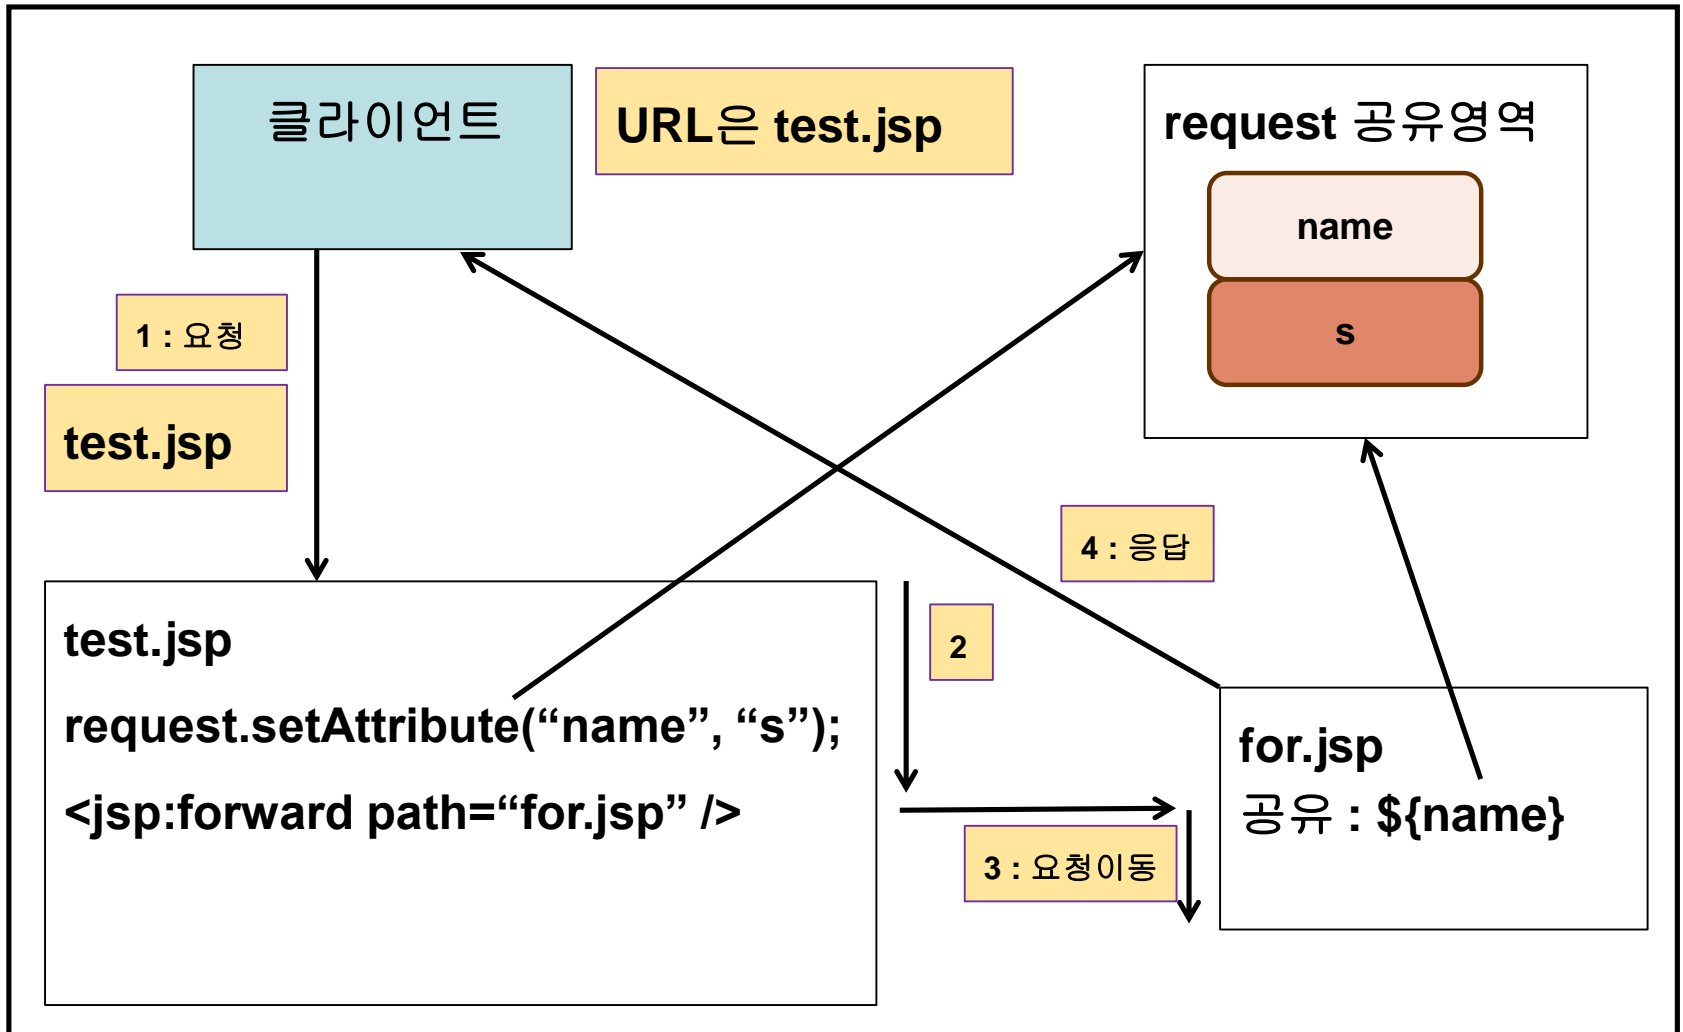 클라이언트
URL은 test.jsp
request 공유영역
name
s
1 : 요청
test.jsp
4 : 응답
test.jsp
request.setAttribute(“name”, “s”);
<jsp:forward path=“for.jsp” />
2
3 : 요청이동
for.jsp
공유 : ${name}